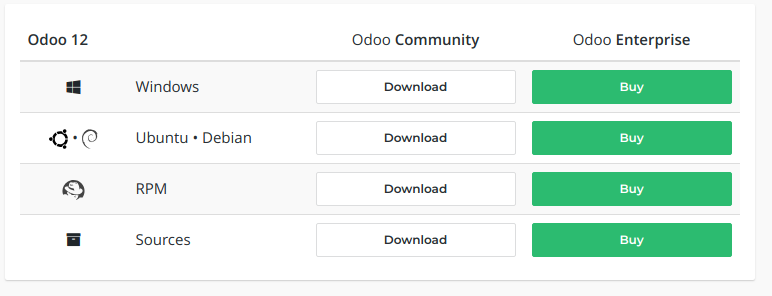 Odoo 12 Odoo Community Odoo Enterprise
Windows Download Buy
Ubuntu • Debian Download Buy
RPM Download Buy
Sources Download Buy